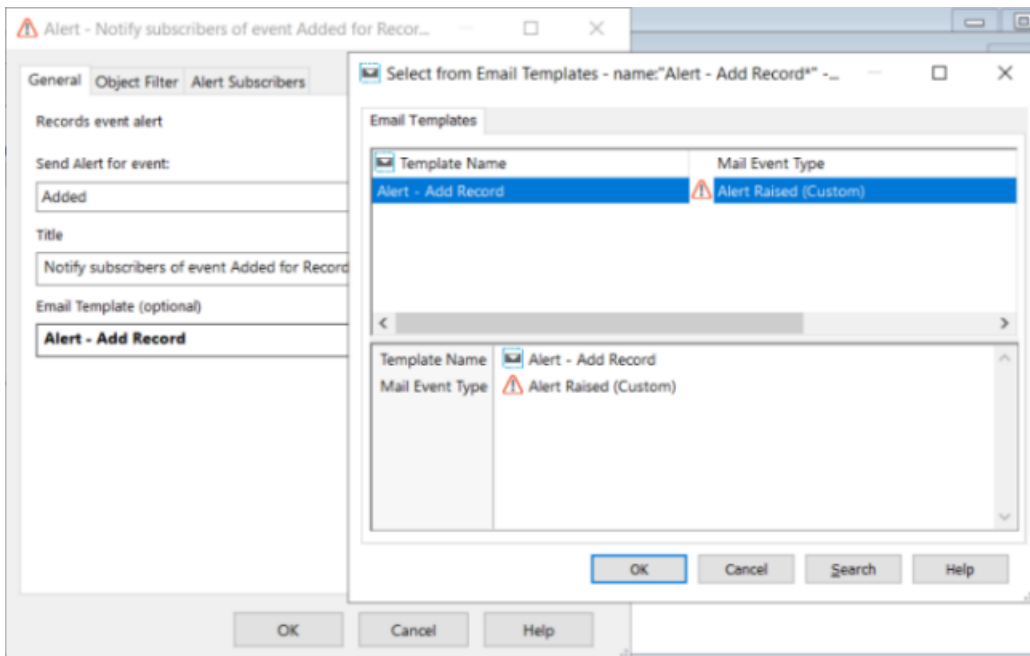 Alert - Notify subscribers of event Added for Recor...
General Object Filter Alert Subscribers
Records event alert
Send Alert for event:
Added
Title
Notify subscribers of event Added for Record
Email Template (optional)
Alert - Add Record
OK Cancel Help
Select from Email Templates - name:"Alert - Add Record*" -...
Email Templates
Template Name Mail Event Type
Alert - Add Record Alert Raised (Custom)
Template Name Alert - Add Record
Mail Event Type Alert Raised (Custom)
OK Cancel Search Help